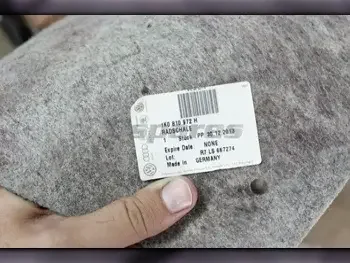 1K0 810 972 H
RADSCHALE
1 Stück PP 30.12.2013
Expire Date NONE
Lot: R7 LS 667274
Made in GERMANY